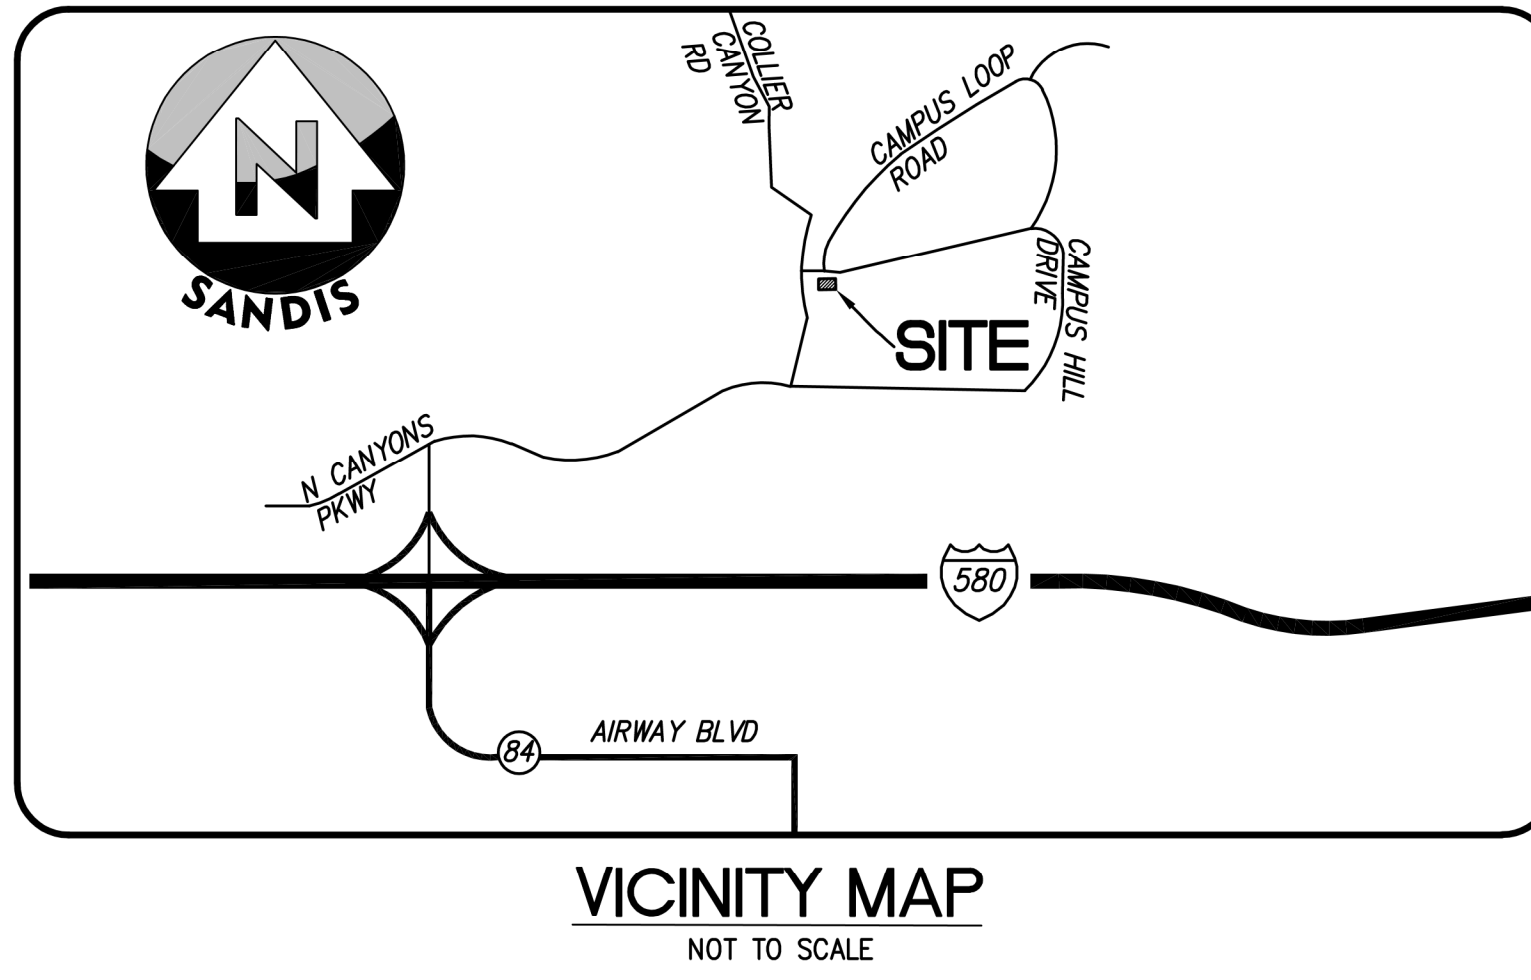 COLLIER
CANYON
RD
CAMPUS LOOP
ROAD
N
SANDIS
CAMPUS HILL
DRIVE
SITE
N CANYONS
PKWY
580
84
AIRWAY BLVD
VICINITY MAP
NOT TO SCALE